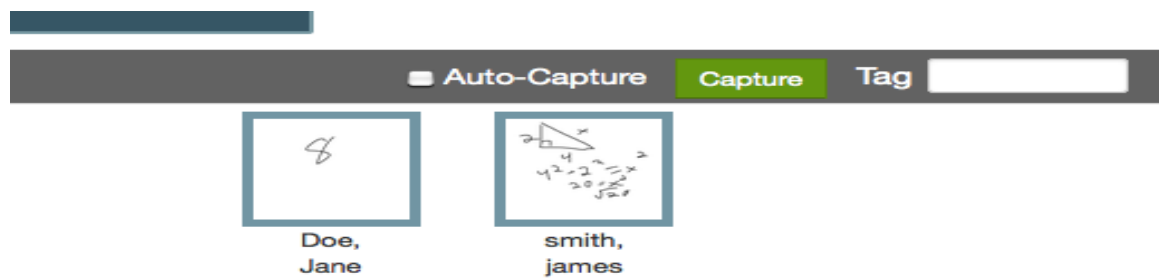 Auto-Capture Capture Tag
8
2 x
4
4² - 2² = x²
20 = x²
√20
Doe,
Jane
smith,
james